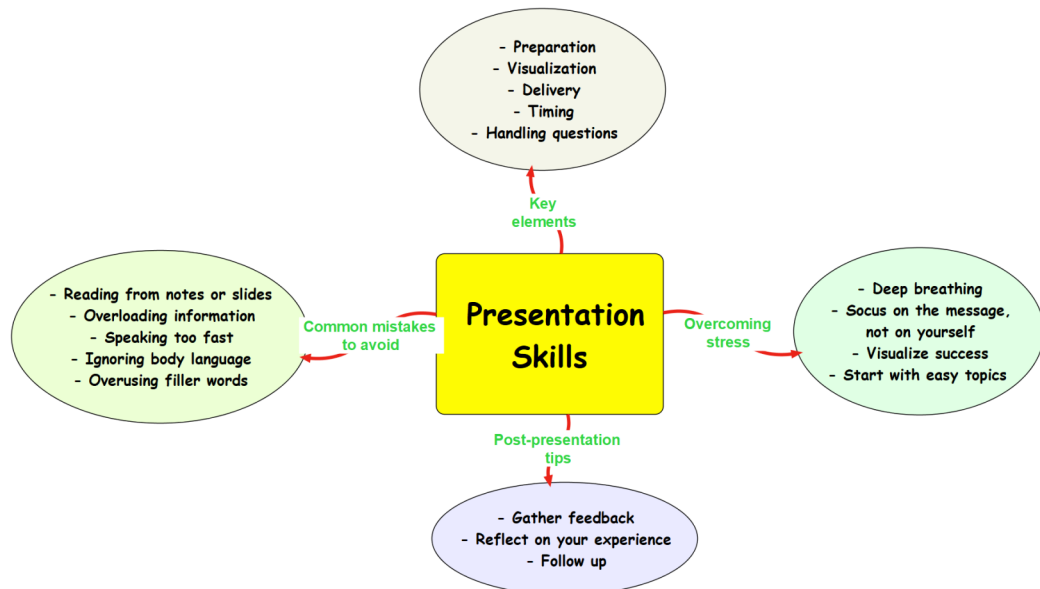 - Preparation
- Visualization
- Delivery
- Timing
- Handling questions
Key
elements
Presentation
Skills
Common mistakes
to avoid
- Reading from notes or slides
- Overloading information
- Speaking too fast
- Ignoring body language
- Overusing filler words
Overcoming
stress
- Deep breathing
- Socus on the message,
not on yourself
- Visualize success
- Start with easy topics
Post-presentation
tips
- Gather feedback
- Reflect on your experience
- Follow up